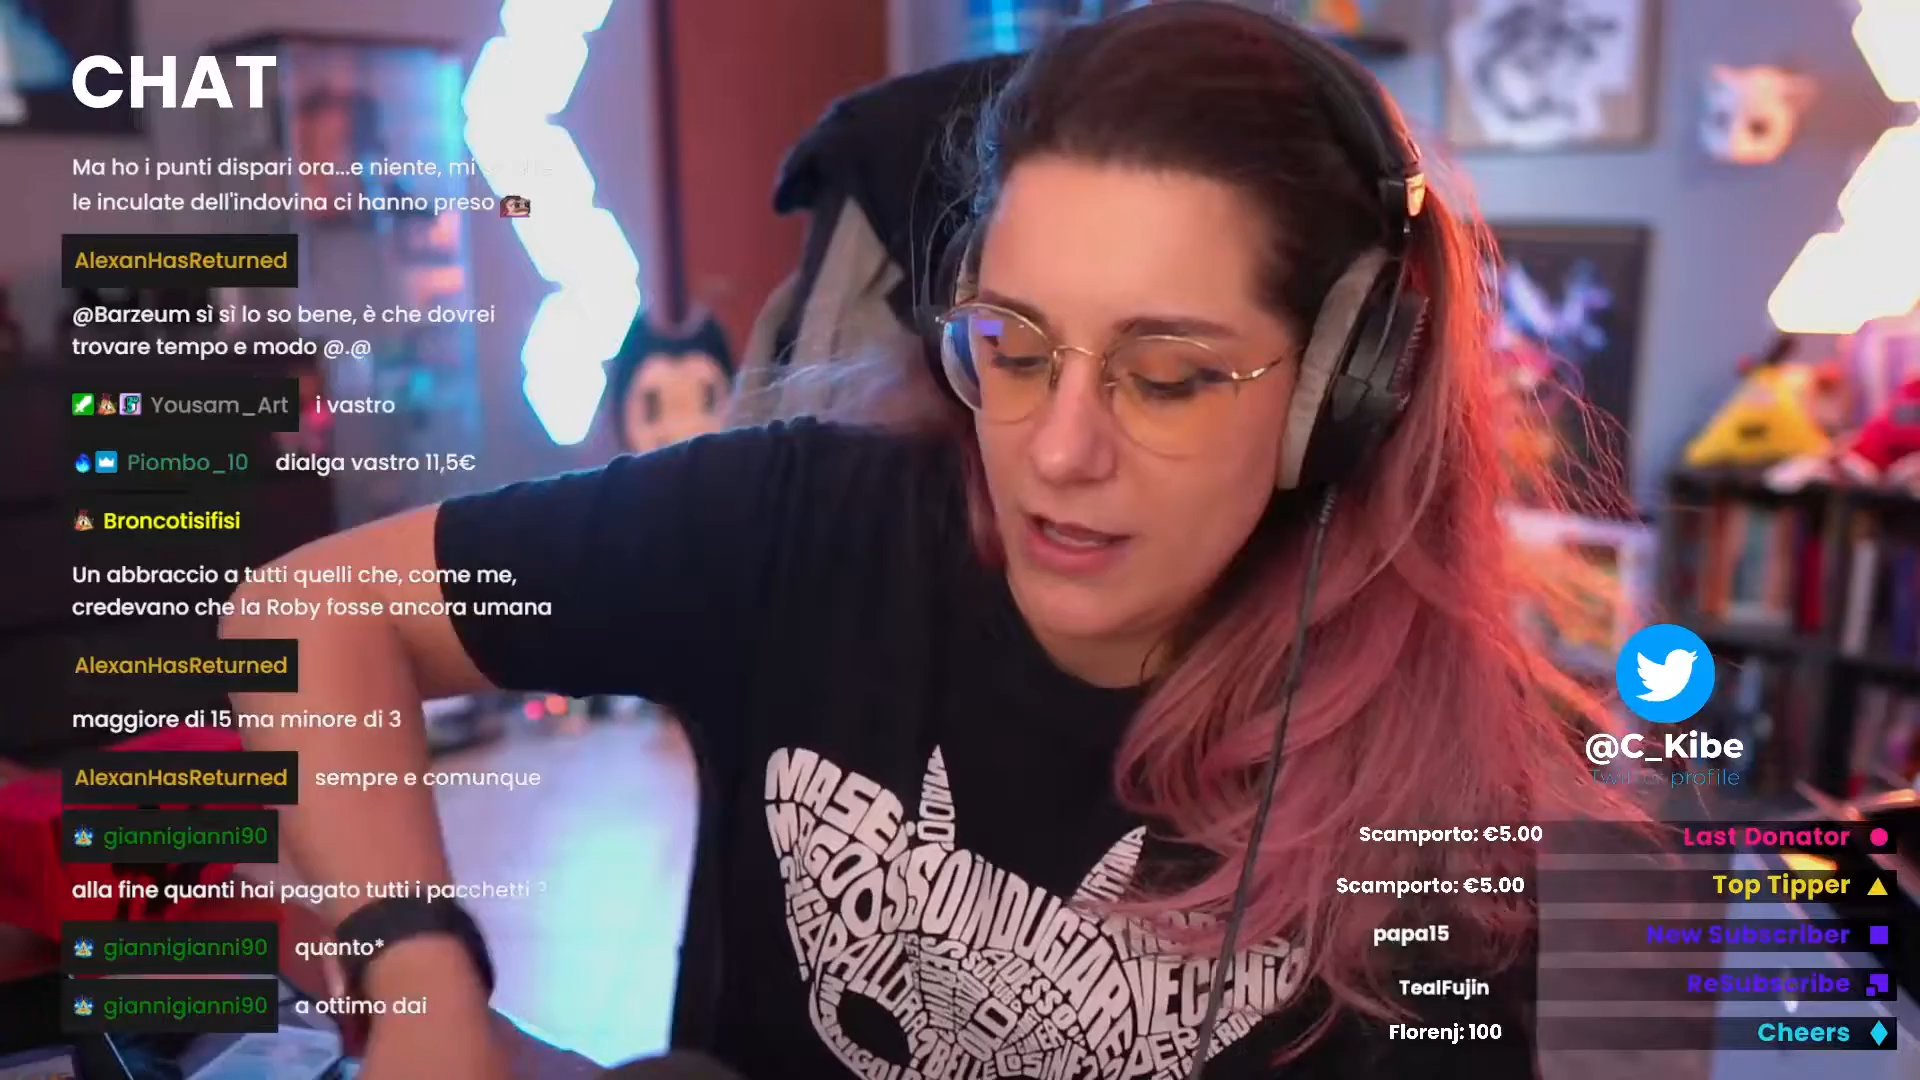 CHAT
Ma ho i punti dispari ora...e niente, mi
le inculate dell'indovina ci hanno preso
AlexanHasReturned
@Barzeum sì sì lo so bene, è che dovrei
trovare tempo e modo @.@
Yousam_Art i vastro
Piombo_10 dialga vastro 11,5€
Broncotisifisi
Un abbraccio a tutti quelli che, come me,
credevano che la Roby fosse ancora umana
AlexanHasReturned
maggiore di 15 ma minore di 3
AlexanHasReturned sempre e comunque
giannigianni90
alla fine quanti hai pagato tutti i pacchetti ?
giannigianni90 quanto*
giannigianni90 a ottimo dai
@C_Kibe
Twitter profile
Scamporto: €5.00 Last Donator
Scamporto: €5.00 Top Tipper
papa15 New Subscriber
TealFujin ReSubscribe
Florenj: 100 Cheers
MASE
VECCHIO